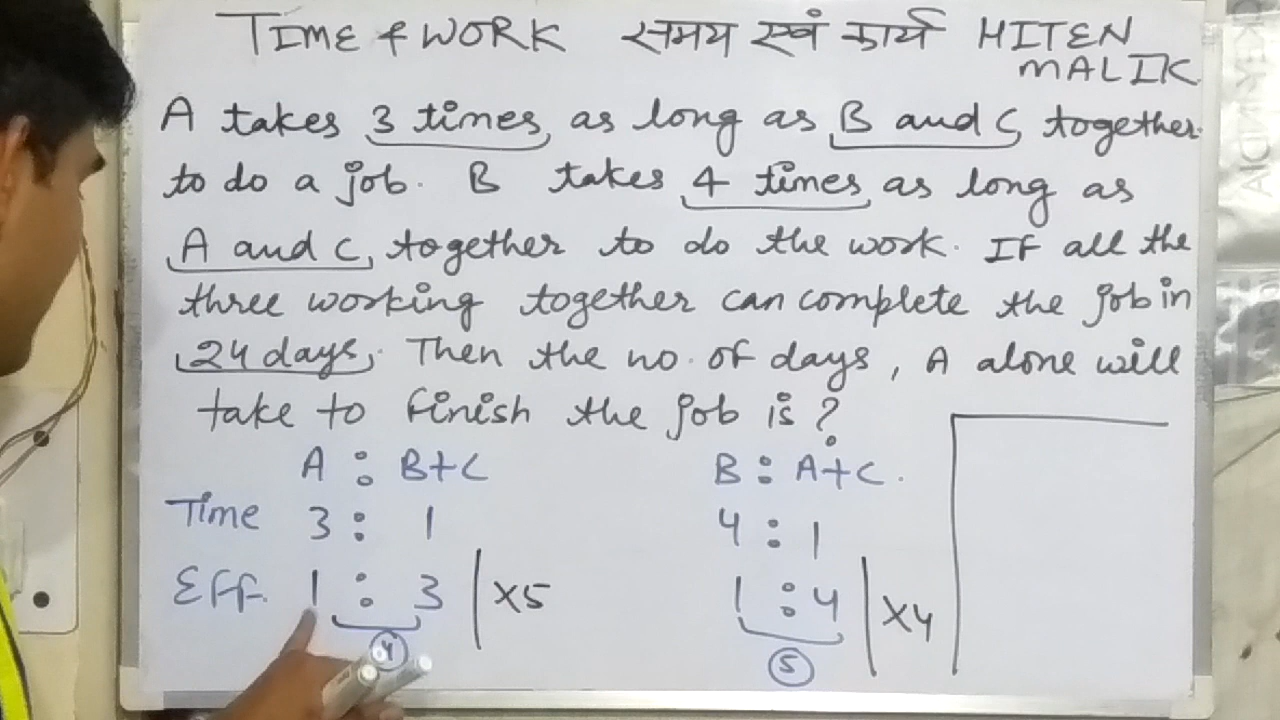 TIME & WORK समय एवं कार्य HITEN
MALIK
A takes 3 times as long as B and C together
to do a job. B takes 4 times as long as
A and C together to do the work. If all the
three working together can complete the job in
24 days. Then the no. of days, A alone will
take to finish the job is?
A : B+C
Time 3 : 1
Eff. 1 : 3 | X5
4
B : A+C.
4 : 1
1 : 4 | X4
5